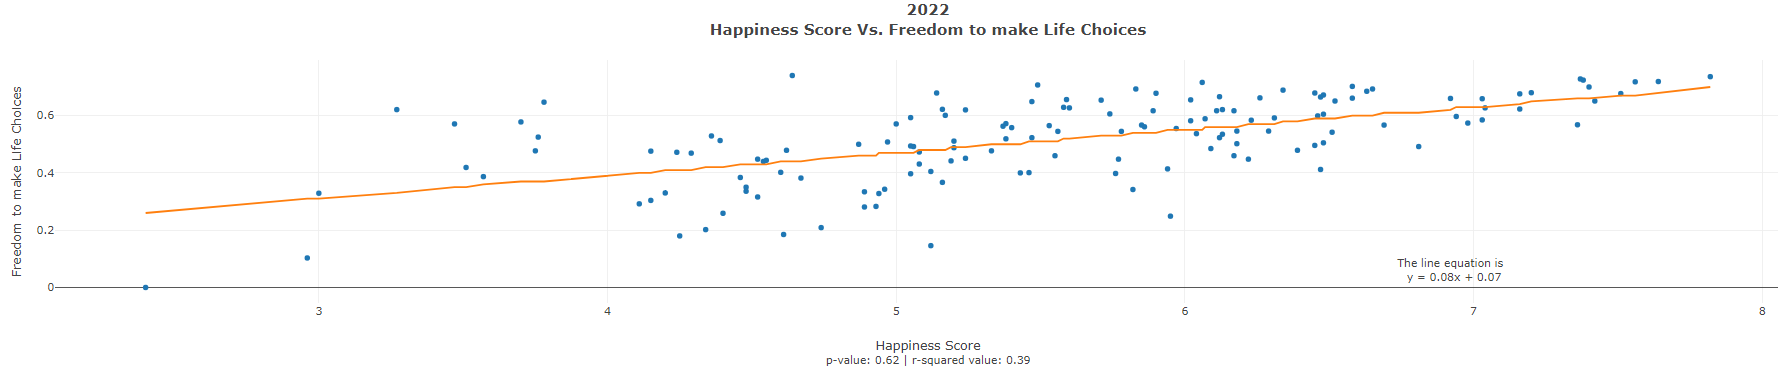 2022
Happiness Score Vs. Freedom to make Life Choices
Freedom to make Life Choices
0.6
0.4
0.2
0
The line equation is
y = 0.08x + 0.07
3
4
5
6
7
8
Happiness Score
p-value: 0.62 | r-squared value: 0.39